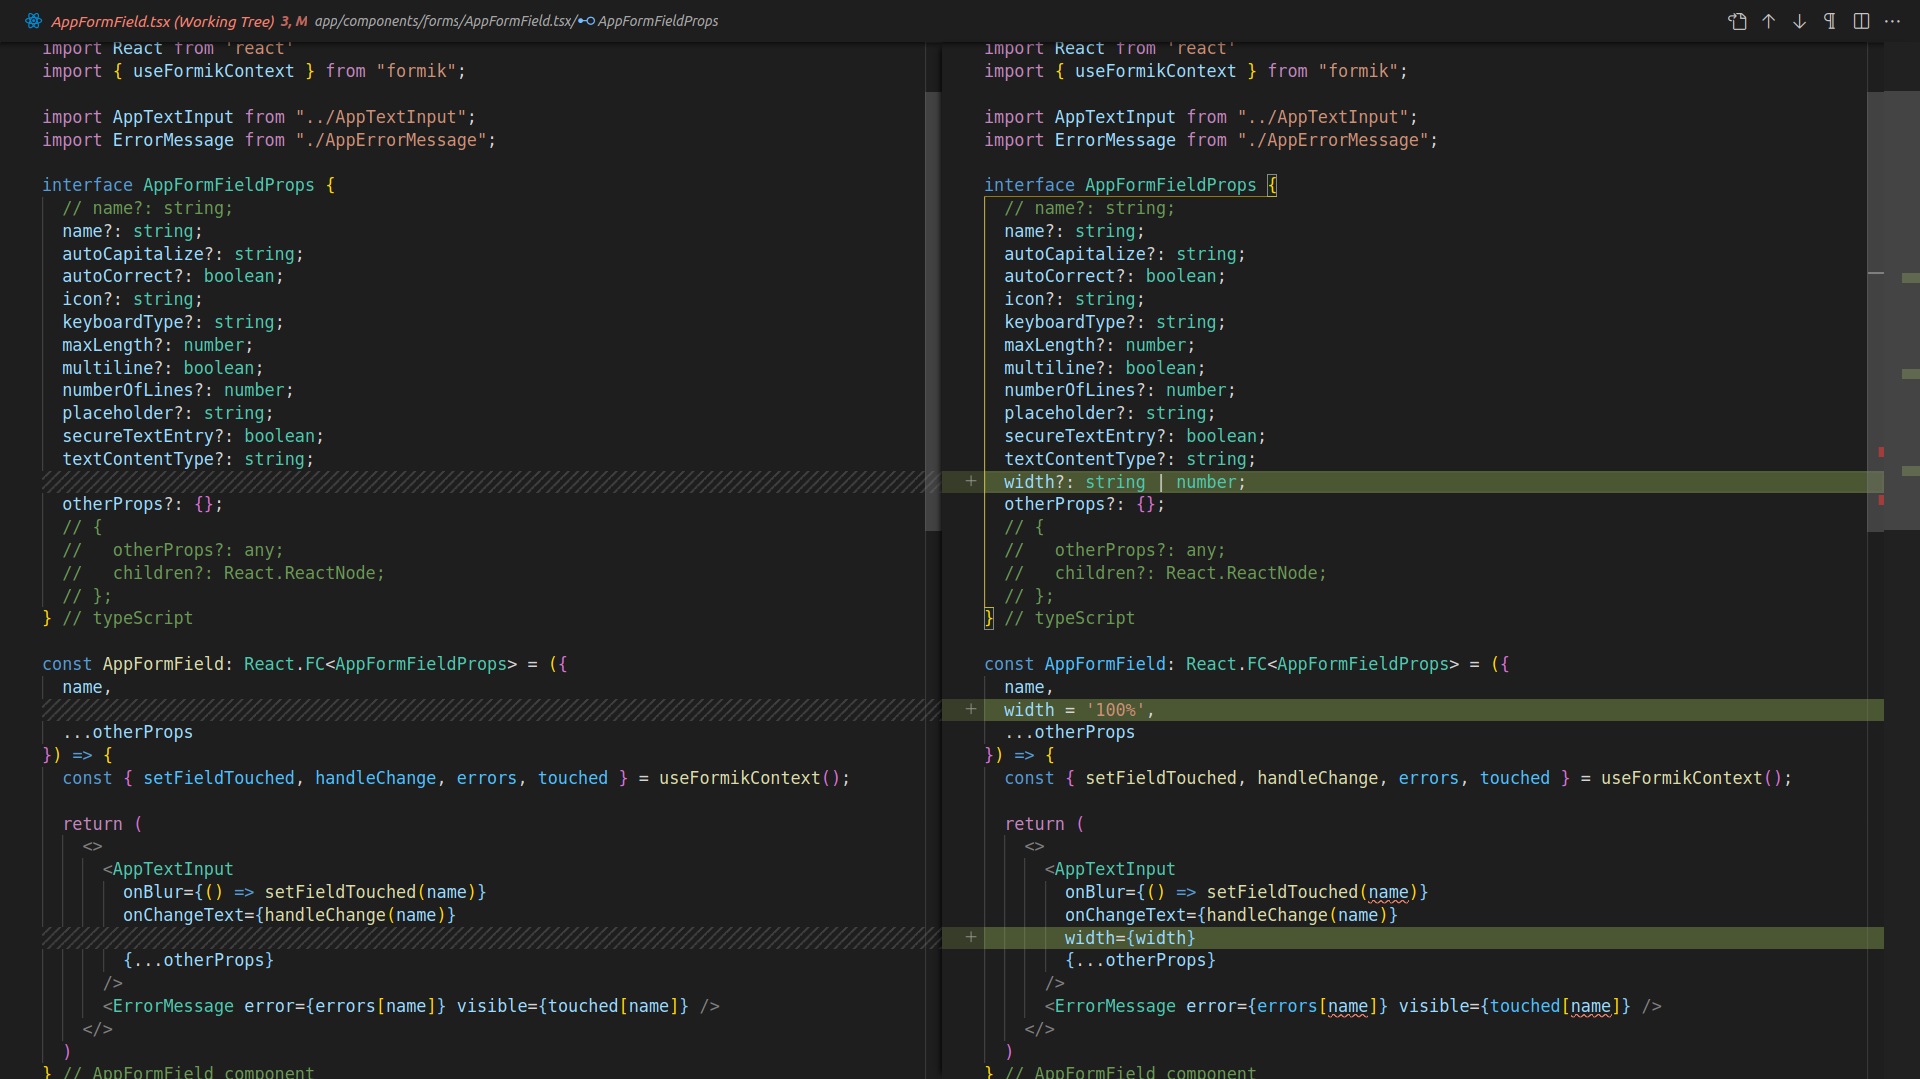 AppFormField.tsx (Working Tree) 3, M app/components/forms/AppFormField.tsx/ AppFormFieldProps
import React from 'react'
import { useFormikContext } from "formik";
import AppTextInput from "../AppTextInput";
import ErrorMessage from "./AppErrorMessage";
interface AppFormFieldProps {
// name?: string;
name?: string;
autoCapitalize?: string;
autoCorrect?: boolean;
icon?: string;
keyboardType?: string;
maxLength?: number;
multiline?: boolean;
numberOfLines?: number;
placeholder?: string;
secureTextEntry?: boolean;
textContentType?: string;
otherProps?: {};
// {
//   otherProps?: any;
//   children?: React.ReactNode;
// };
} // typeScript
const AppFormField: React.FC<AppFormFieldProps> = ({
name,
...otherProps
}) => {
const { setFieldTouched, handleChange, errors, touched } = useFormikContext();
return (
<>
<AppTextInput
onBlur={() => setFieldTouched(name)}
onChangeText={handleChange(name)}
{...otherProps}
/>
<ErrorMessage error={errors[name]} visible={touched[name]} />
</>
)
} // AppFormField component
import React from 'react'
import { useFormikContext } from "formik";
import AppTextInput from "../AppTextInput";
import ErrorMessage from "./AppErrorMessage";
interface AppFormFieldProps {
// name?: string;
name?: string;
autoCapitalize?: string;
autoCorrect?: boolean;
icon?: string;
keyboardType?: string;
maxLength?: number;
multiline?: boolean;
numberOfLines?: number;
placeholder?: string;
secureTextEntry?: boolean;
textContentType?: string;
+ width?: string | number;
otherProps?: {};
// {
//   otherProps?: any;
//   children?: React.ReactNode;
// };
} // typeScript
const AppFormField: React.FC<AppFormFieldProps> = ({
name,
+ width = '100%',
...otherProps
}) => {
const { setFieldTouched, handleChange, errors, touched } = useFormikContext();
return (
<>
<AppTextInput
onBlur={() => setFieldTouched(name)}
onChangeText={handleChange(name)}
+ width={width}
{...otherProps}
/>
<ErrorMessage error={errors[name]} visible={touched[name]} />
</>
)
} // AppFormField component